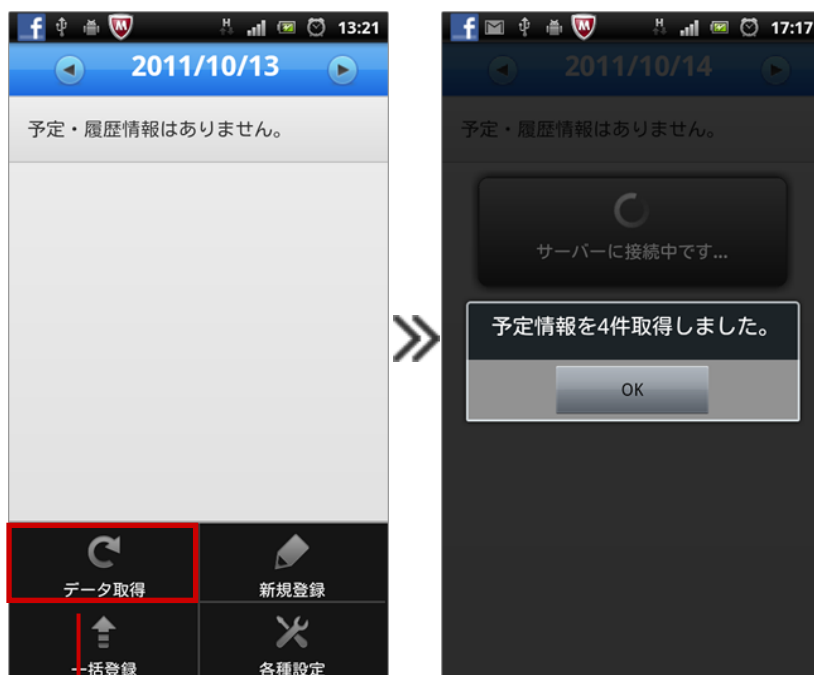 13:21
2011/10/13
予定・履歴情報はありません。
データ取得
新規登録
一括登録
各種設定
17:17
2011/10/14
予定・履歴情報はありません。
サーバーに接続中です...
予定情報を4件取得しました。
OK